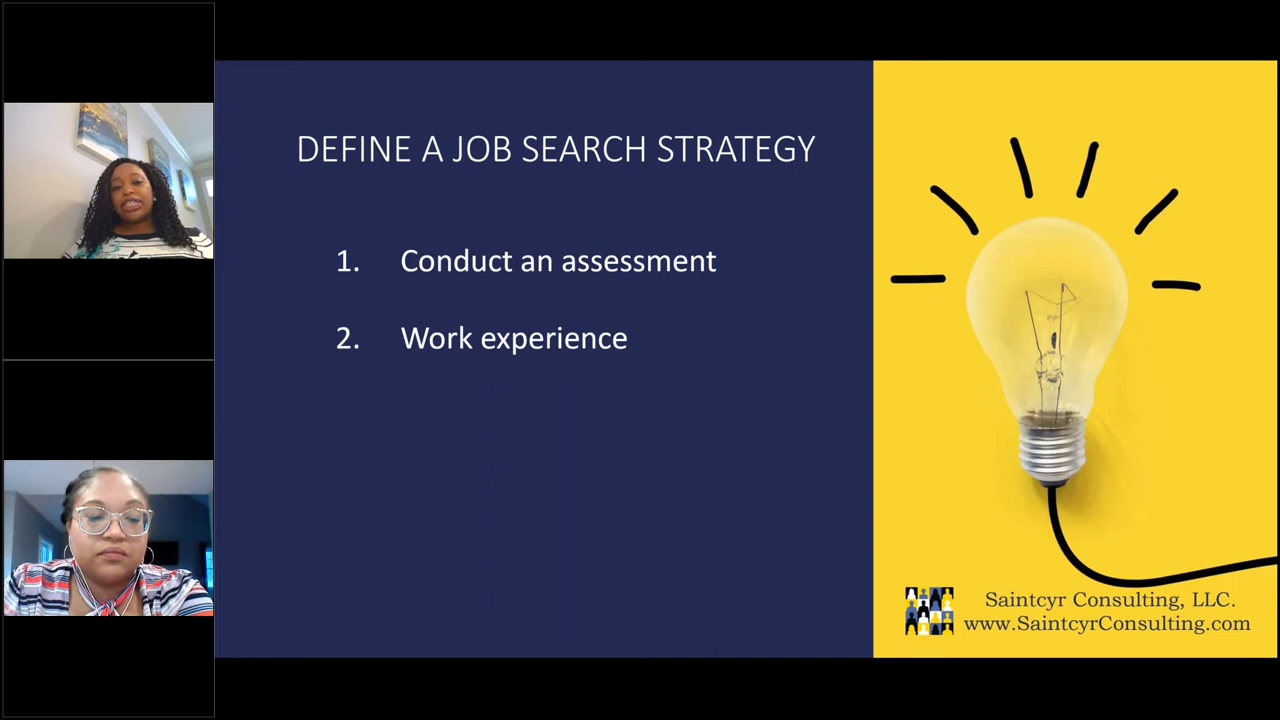 DEFINE A JOB SEARCH STRATEGY
1. Conduct an assessment
2. Work experience
Saintcyr Consulting, LLC.
www.SaintcyrConsulting.com